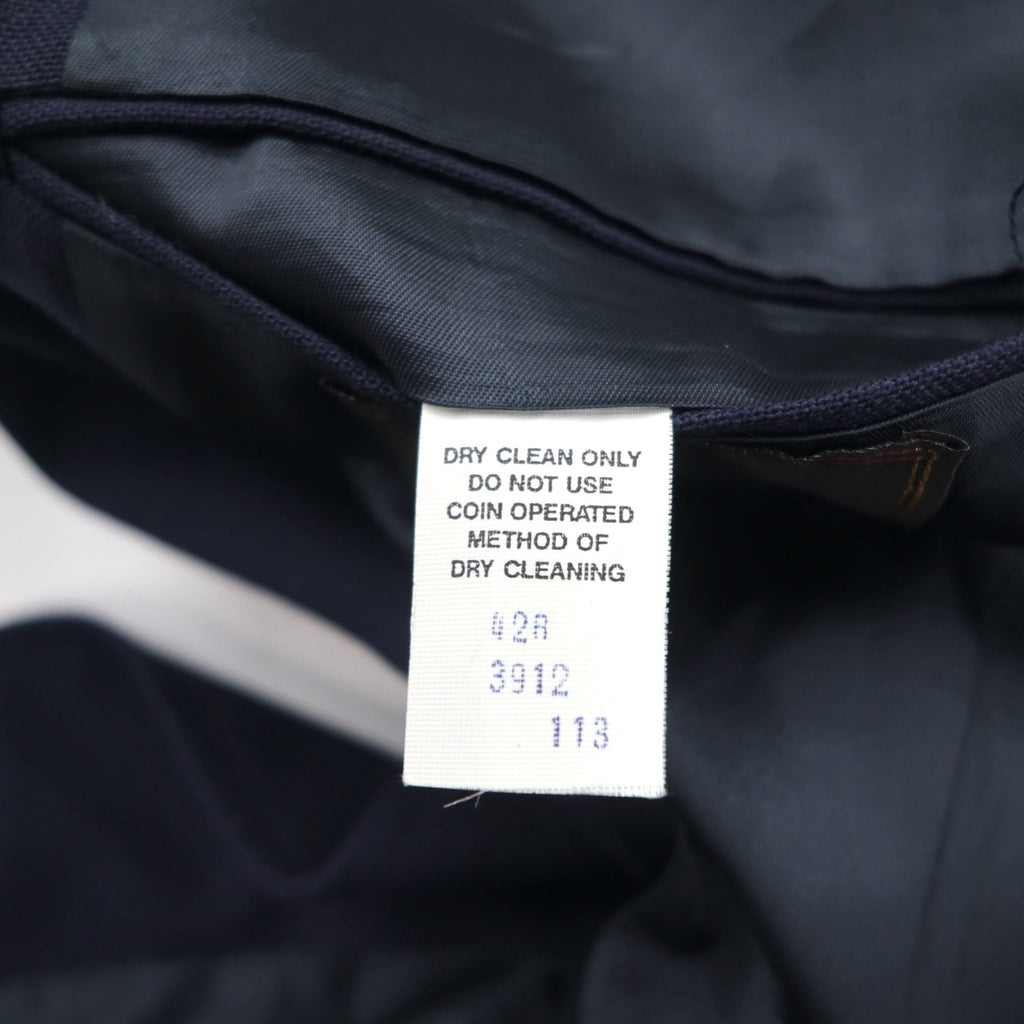 DRY CLEAN ONLY
DO NOT USE
COIN OPERATED
METHOD OF
DRY CLEANING
42R
3912
113